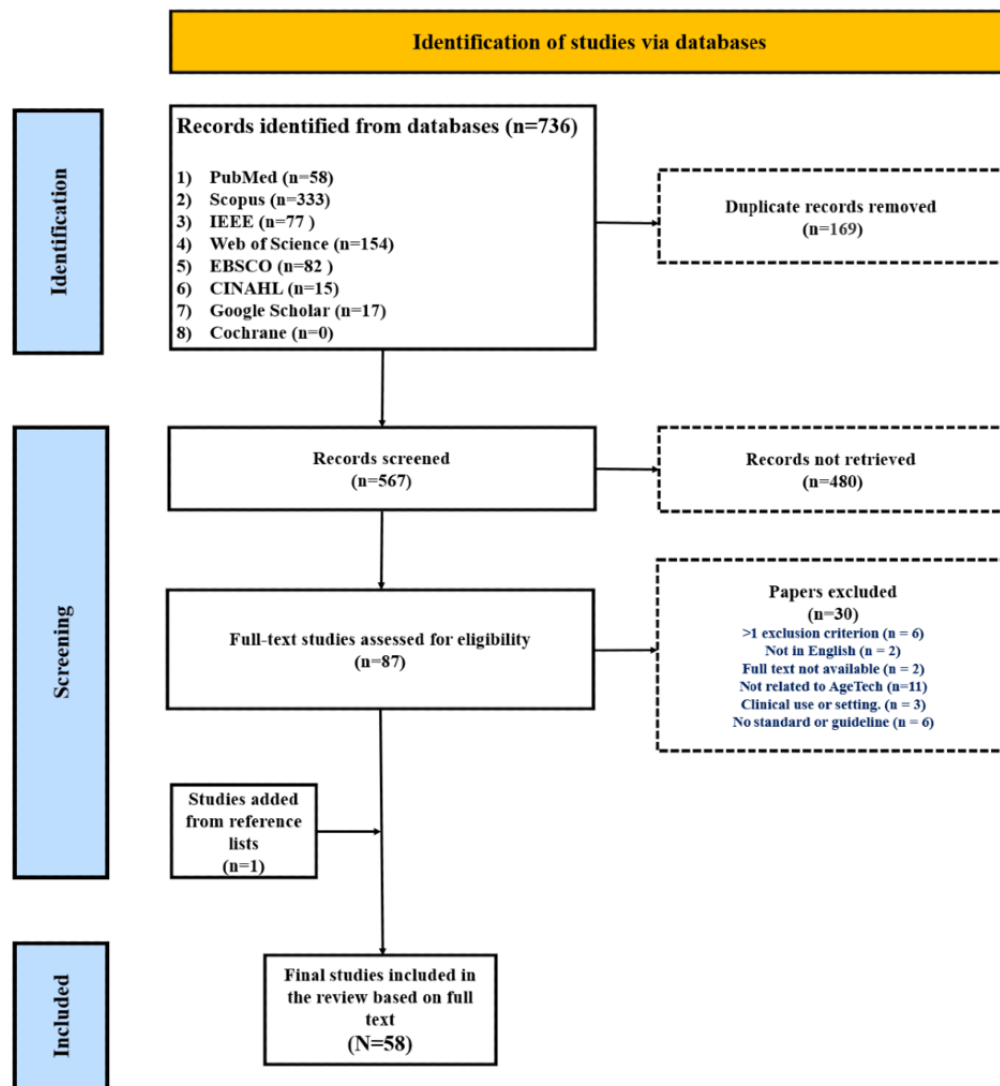 Identification of studies via databases
Identification
Records identified from databases (n=736)
1) PubMed (n=58)
2) Scopus (n=333)
3) IEEE (n=77 )
4) Web of Science (n=154)
5) EBSCO (n=82 )
6) CINAHL (n=15)
7) Google Scholar (n=17)
8) Cochrane (n=0)
Duplicate records removed
(n=169)
Screening
Records screened
(n=567)
Records not retrieved
(n=480)
Full-text studies assessed for eligibility
(n=87)
Papers excluded
(n=30)
>1 exclusion criterion (n = 6)
Not in English (n = 2)
Full text not available (n = 2)
Not related to AgeTech (n=11)
Clinical use or setting. (n = 3)
No standard or guideline (n = 6)
Studies added
from reference
lists
(n=1)
Included
Final studies included in
the review based on full
text
(N=58)